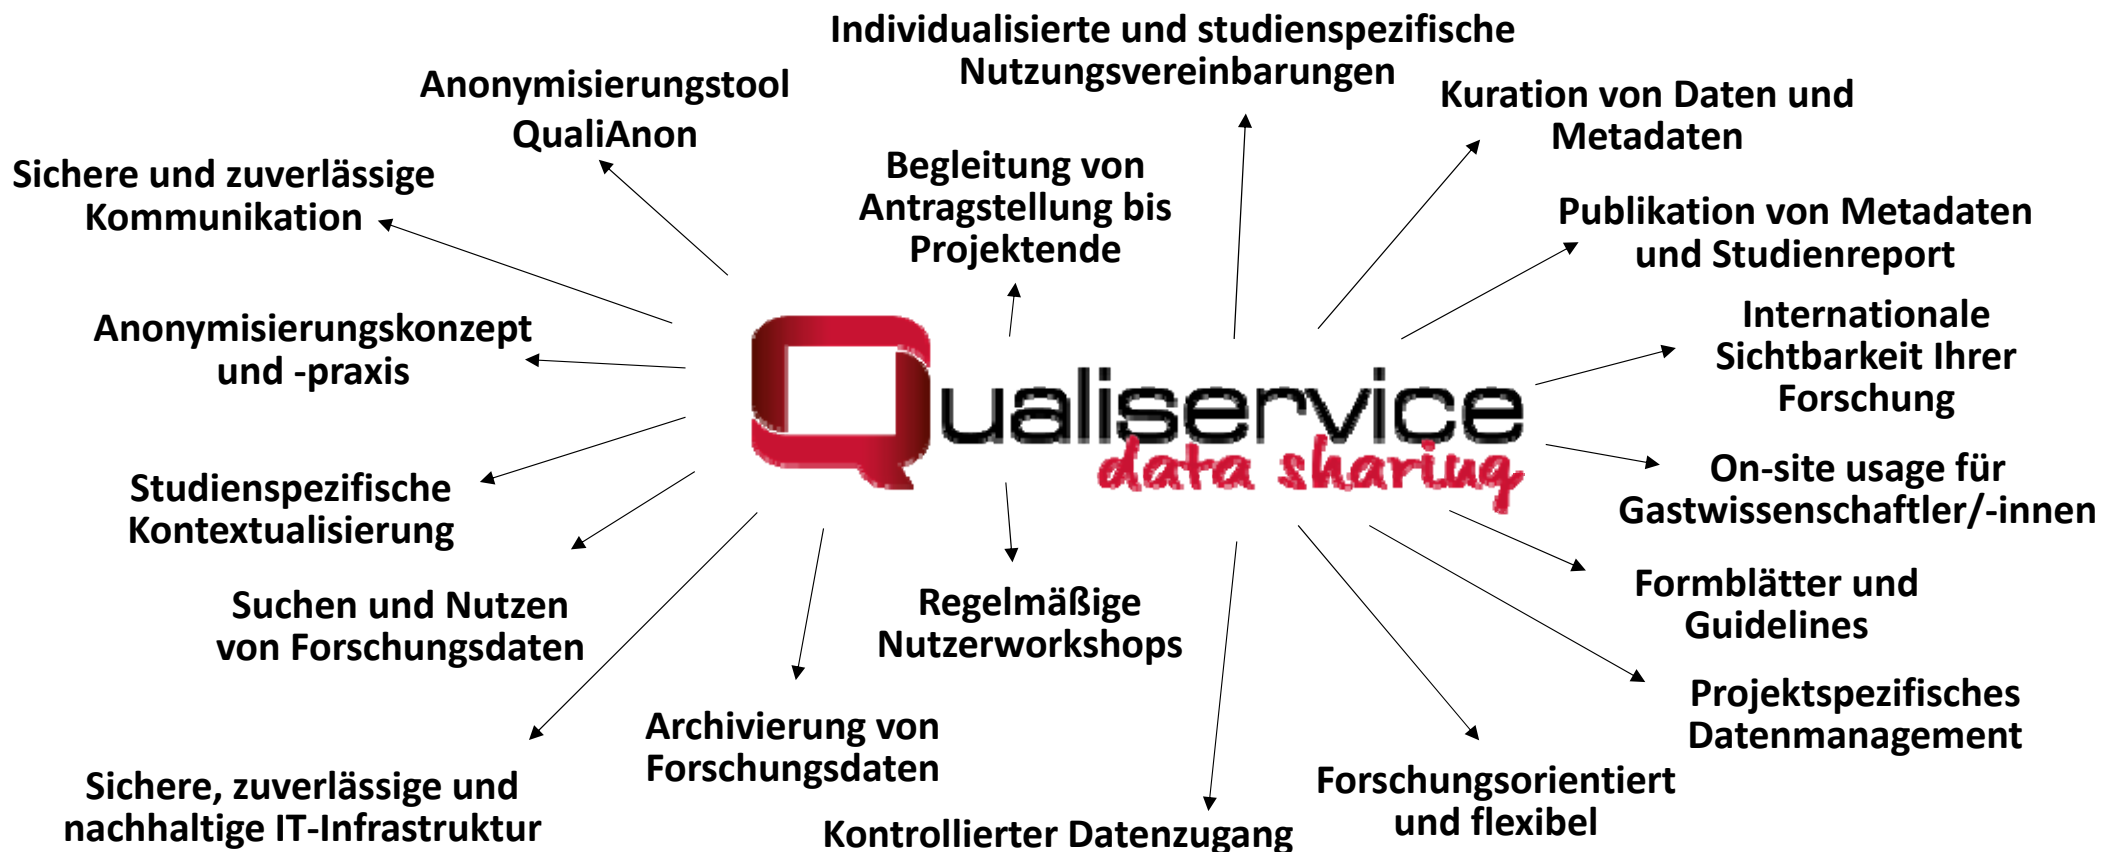 Individualisierte und studienspezifische
Nutzungsvereinbarungen
Anonymisierungstool
QualiAnon
Kuration von Daten und
Metadaten
Sichere und zuverlässige
Kommunikation
Begleitung von
Antragstellung bis
Projektende
Publikation von Metadaten
und Studienreport
Anonymisierungskonzept
und -praxis
Internationale
Sichtbarkeit Ihrer
Forschung
Qualiservice
data sharing
Studienspezifische
Kontextualisierung
On-site usage für
Gastwissenschaftler/-innen
Suchen und Nutzen
von Forschungsdaten
Regelmäßige
Nutzerworkshops
Formblätter und
Guidelines
Projektspezifisches
Datenmanagement
Archivierung von
Forschungsdaten
Sichere, zuverlässige und
nachhaltige IT-Infrastruktur
Forschungsorientiert
und flexibel
Kontrollierter Datenzugang